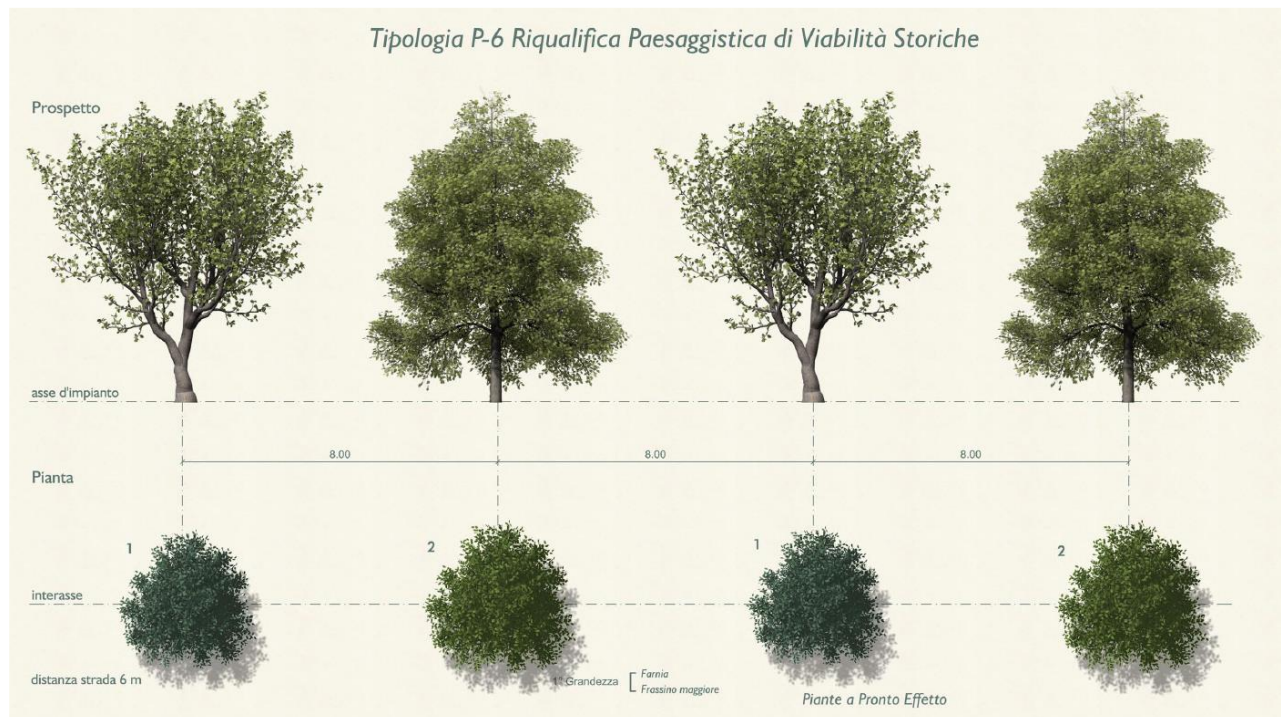 Tipologia P-6 Riqualifica Paesaggistica di Viabilità Storiche
Prospetto
asse d'impianto
8.00 8.00 8.00
Pianta
1 2 1 2
interasse
distanza strada 6 m
1° Grandezza
Farnia
Frassino maggiore
Piante a Pronto Effetto